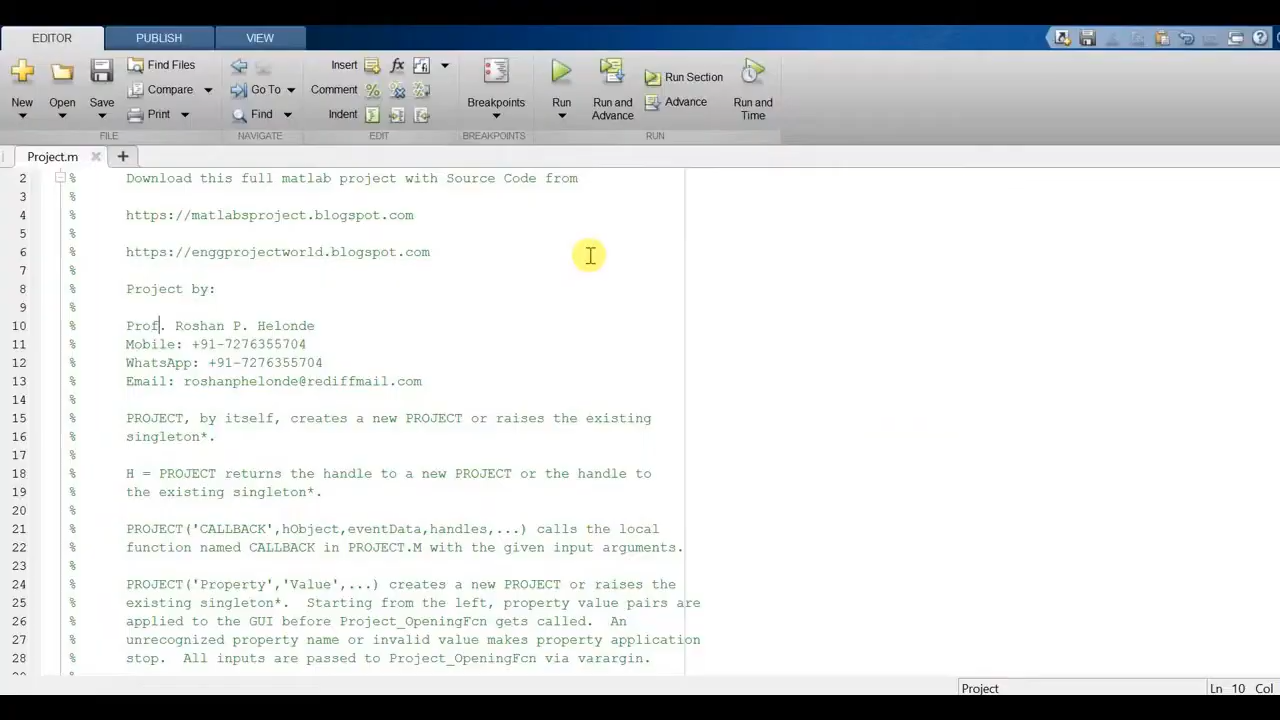 EDITOR PUBLISH VIEW
New Open Save Find Files Compare Print
Go To Find
Insert fx
Comment %
Indent
Breakpoints
Run Run and Advance Run Section Advance Run and Time
FILE NAVIGATE EDIT BREAKPOINTS RUN
Project.m × +
2 % Download this full matlab project with Source Code from
3 %
4 % https://matlabsproject.blogspot.com
5 %
6 % https://enggprojectworld.blogspot.com
7 %
8 % Project by:
9 %
10 % Prof. Roshan P. Helonde
11 % Mobile: +91-7276355704
12 % WhatsApp: +91-7276355704
13 % Email: roshanphelonde@rediffmail.com
14 %
15 % PROJECT, by itself, creates a new PROJECT or raises the existing
16 % singleton*.
17 %
18 % H = PROJECT returns the handle to a new PROJECT or the handle to
19 % the existing singleton*.
20 %
21 % PROJECT('CALLBACK',hObject,eventData,handles,...) calls the local
22 % function named CALLBACK in PROJECT.M with the given input arguments.
23 %
24 % PROJECT('Property','Value',...) creates a new PROJECT or raises the
25 % existing singleton*.  Starting from the left, property value pairs are
26 % applied to the GUI before Project_OpeningFcn gets called.  An
27 % unrecognized property name or invalid value makes property application
28 % stop.  All inputs are passed to Project_OpeningFcn via varargin.
Project Ln 10 Col